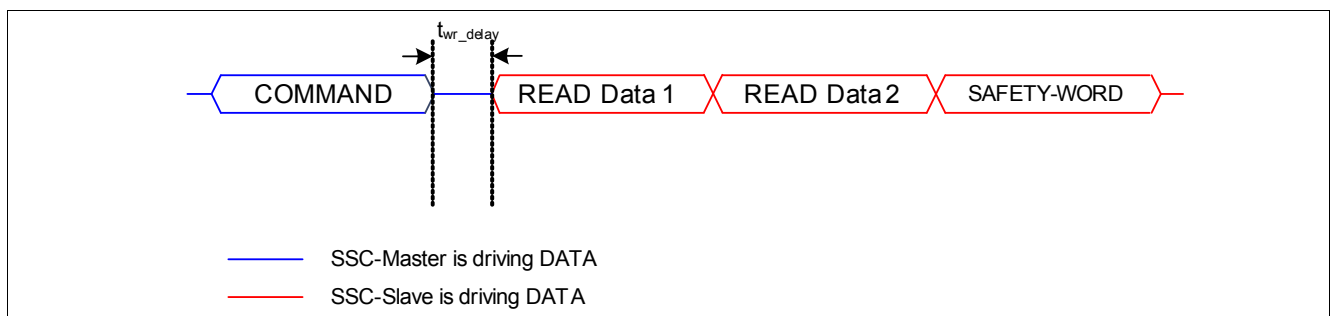 twr_delay
COMMAND READ Data 1 READ Data 2 SAFETY-WORD
SSC-Master is driving DATA
SSC-Slave is driving DATA